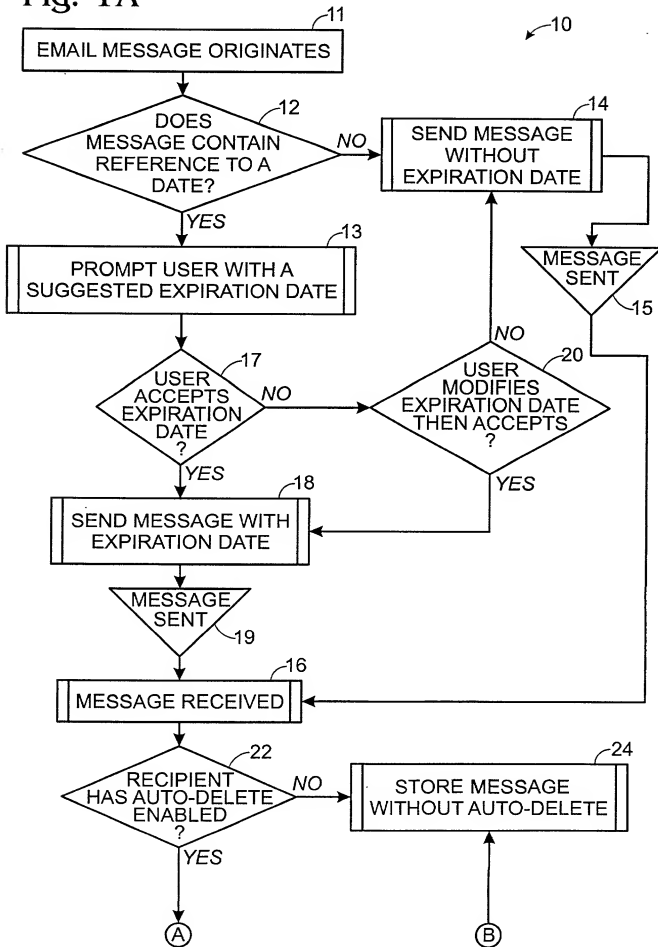 Fig. 1A
11
EMAIL MESSAGE ORIGINATES
10
12
DOES
MESSAGE CONTAIN
REFERENCE TO A
DATE?
NO
14
SEND MESSAGE
WITHOUT
EXPIRATION DATE
YES
13
PROMPT USER WITH A
SUGGESTED EXPIRATION DATE
MESSAGE
SENT
15
17
USER
ACCEPTS
EXPIRATION
DATE
?
NO
NO
20
USER
MODIFIES
EXPIRATION DATE
THEN ACCEPTS
?
YES
YES
18
SEND MESSAGE WITH
EXPIRATION DATE
MESSAGE
SENT
19
16
MESSAGE RECEIVED
22
RECIPIENT
HAS AUTO-DELETE
ENABLED
?
NO
24
STORE MESSAGE
WITHOUT AUTO-DELETE
YES
A
B